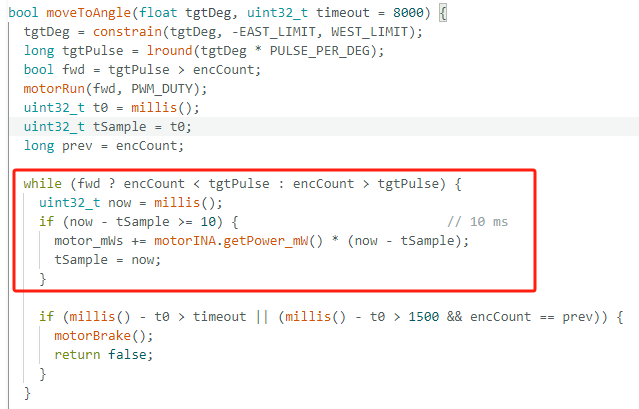 bool moveToAngle(float tgtDeg, uint32_t timeout = 8000) {
  tgtDeg = constrain(tgtDeg, -EAST_LIMIT, WEST_LIMIT);
  long tgtPulse = lround(tgtDeg * PULSE_PER_DEG);
  bool fwd = tgtPulse > encCount;
  motorRun(fwd, PWM_DUTY);
  uint32_t t0 = millis();
  uint32_t tSample = t0;
  long prev = encCount;

  while (fwd ? encCount < tgtPulse : encCount > tgtPulse) {
    uint32_t now = millis();
    if (now - tSample >= 10) {                          // 10 ms
      motor_mWs += motorINA.getPower_mW() * (now - tSample);
      tSample = now;
    }

    if (millis() - t0 > timeout || (millis() - t0 > 1500 && encCount == prev)) {
      motorBrake();
      return false;
    }
  }